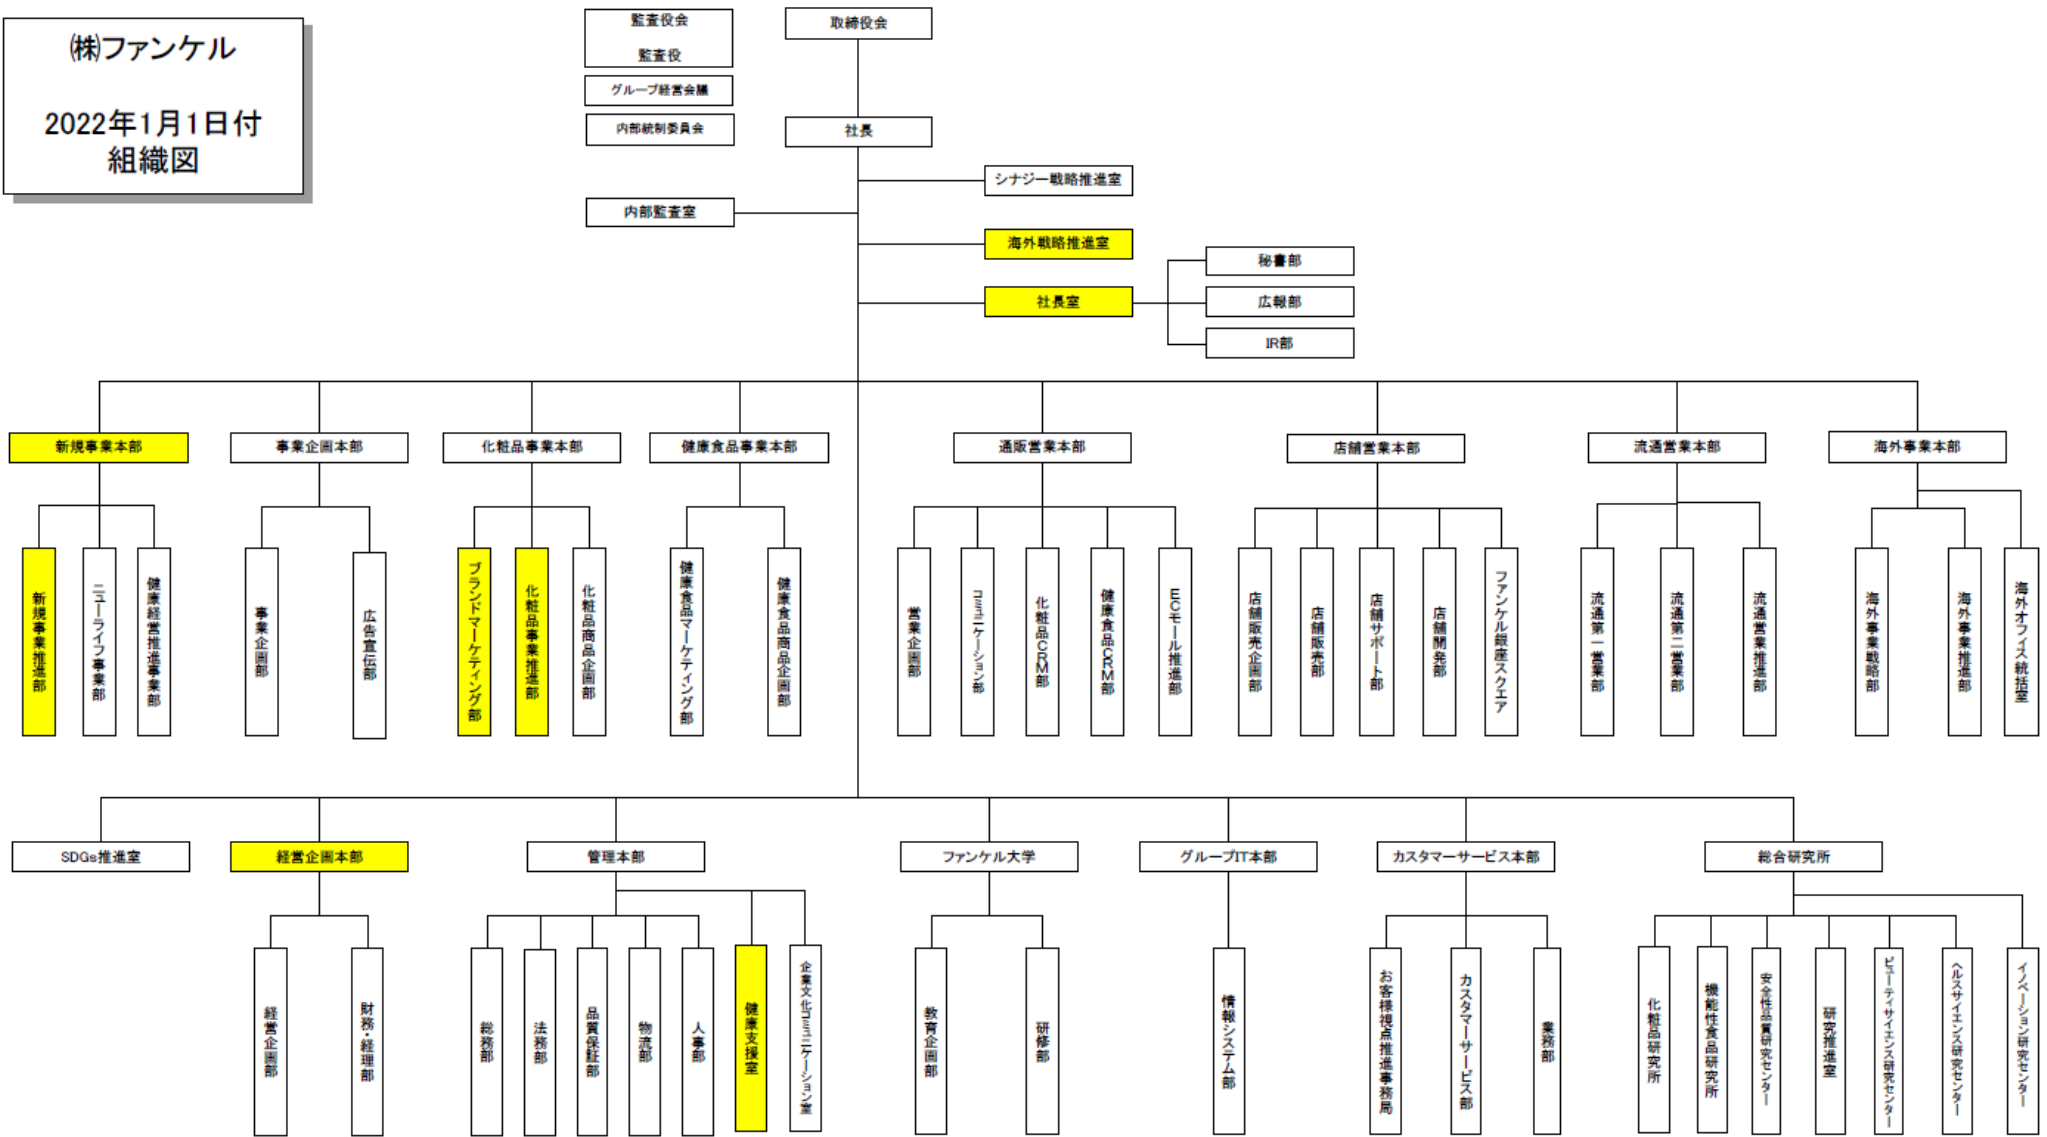 ㈱ファンケル
2022年1月1日付
組織図
監査役会
監査役
グループ経営会議
内部統制委員会
内部監査室
取締役会
社長
シナジー戦略推進室
海外戦略推進室
社長室
秘書部
広報部
IR部
新規事業本部
事業企画本部
化粧品事業本部
健康食品事業本部
通販営業本部
店舗営業本部
流通営業本部
海外事業本部
新規事業推進部
ニューライフ事業部
健康経営推進事業部
事業企画部
広告宣伝部
ブランドマーケティング部
化粧品事業推進部
化粧品商品企画部
健康食品マーケティング部
健康食品商品企画部
営業企画部
コミュニケーション部
化粧品CRM部
健康食品CRM部
ECモール推進部
店舗販売企画部
店舗販売部
店舗サポート部
店舗開発部
ファンケル銀座スクエア
流通第一営業部
流通第二営業部
流通営業推進部
海外事業戦略部
海外事業推進部
海外オフィス統括室
SDGs推進室
経営企画本部
管理本部
ファンケル大学
グループIT本部
カスタマーサービス本部
総合研究所
経営企画部
財務・経理部
総務部
法務部
品質保証部
物流部
人事部
健康支援室
企業文化コミュニケーション室
教育企画部
研修部
情報システム部
お客様視点推進事務局
カスタマーサービス部
業務部
化粧品研究所
機能性食品研究所
安全性品質研究センター
研究推進室
ビューティサイエンス研究センター
ヘルスサイエンス研究センター
イノベーション研究センター